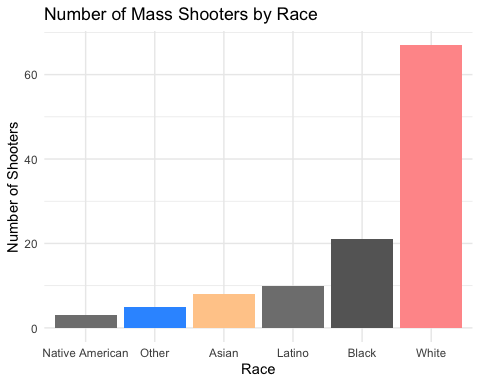 Number of Mass Shooters by Race
Number of Shooters
60
40
20
0
Native American Other Asian Latino Black White
Race